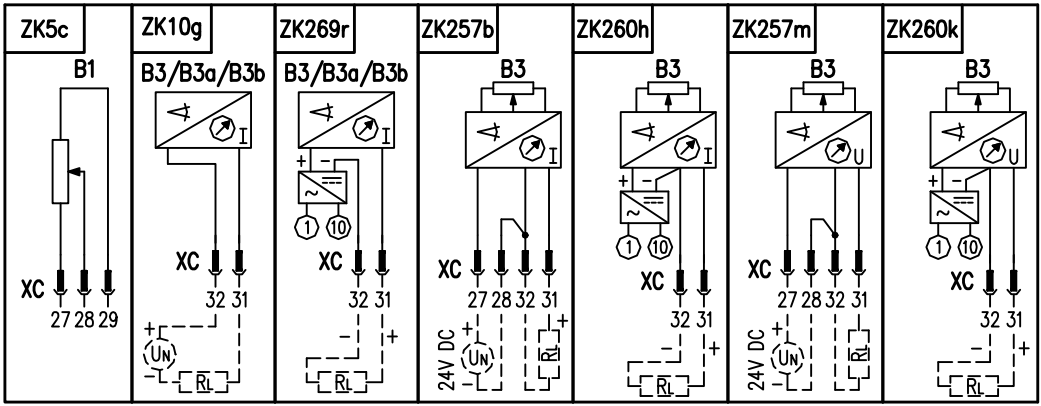 ZK5c
B1
XC
27 28 29
ZK10g
B3/B3a/B3b
I
XC
32 31
+
UN
−
RL
ZK269r
B3/B3a/B3b
I
+ −
~
1 10
XC
32 31
− +
RL
ZK257b
B3
I
XC
27 28 32 31
+ +
24V DC
UN
RL
−
ZK260h
B3
I
+ −
~
1 10
XC
32 31
− +
RL
ZK257m
B3
U
XC
27 28 32 31
+
24V DC
UN
RL
−
ZK260k
B3
U
+ −
~
1 10
XC
32 31
− +
RL